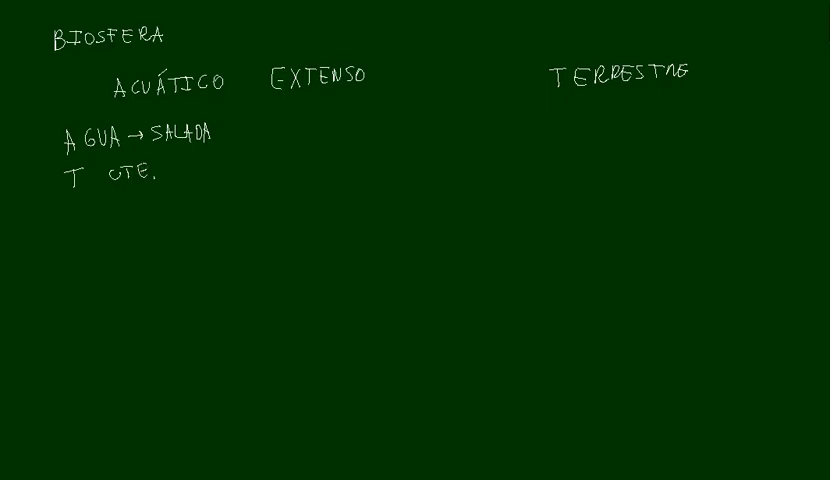 BIOSFERA
ACUÁTICO EXTENSO TERRESTRE
AGUA → SALADA
T CTE.